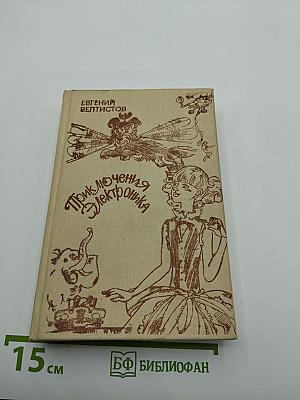 ЕВГЕНИЙ
ВЕЛТИСТОВ
Приключения
Электроника
15 см
БФ БИБЛИОФАН